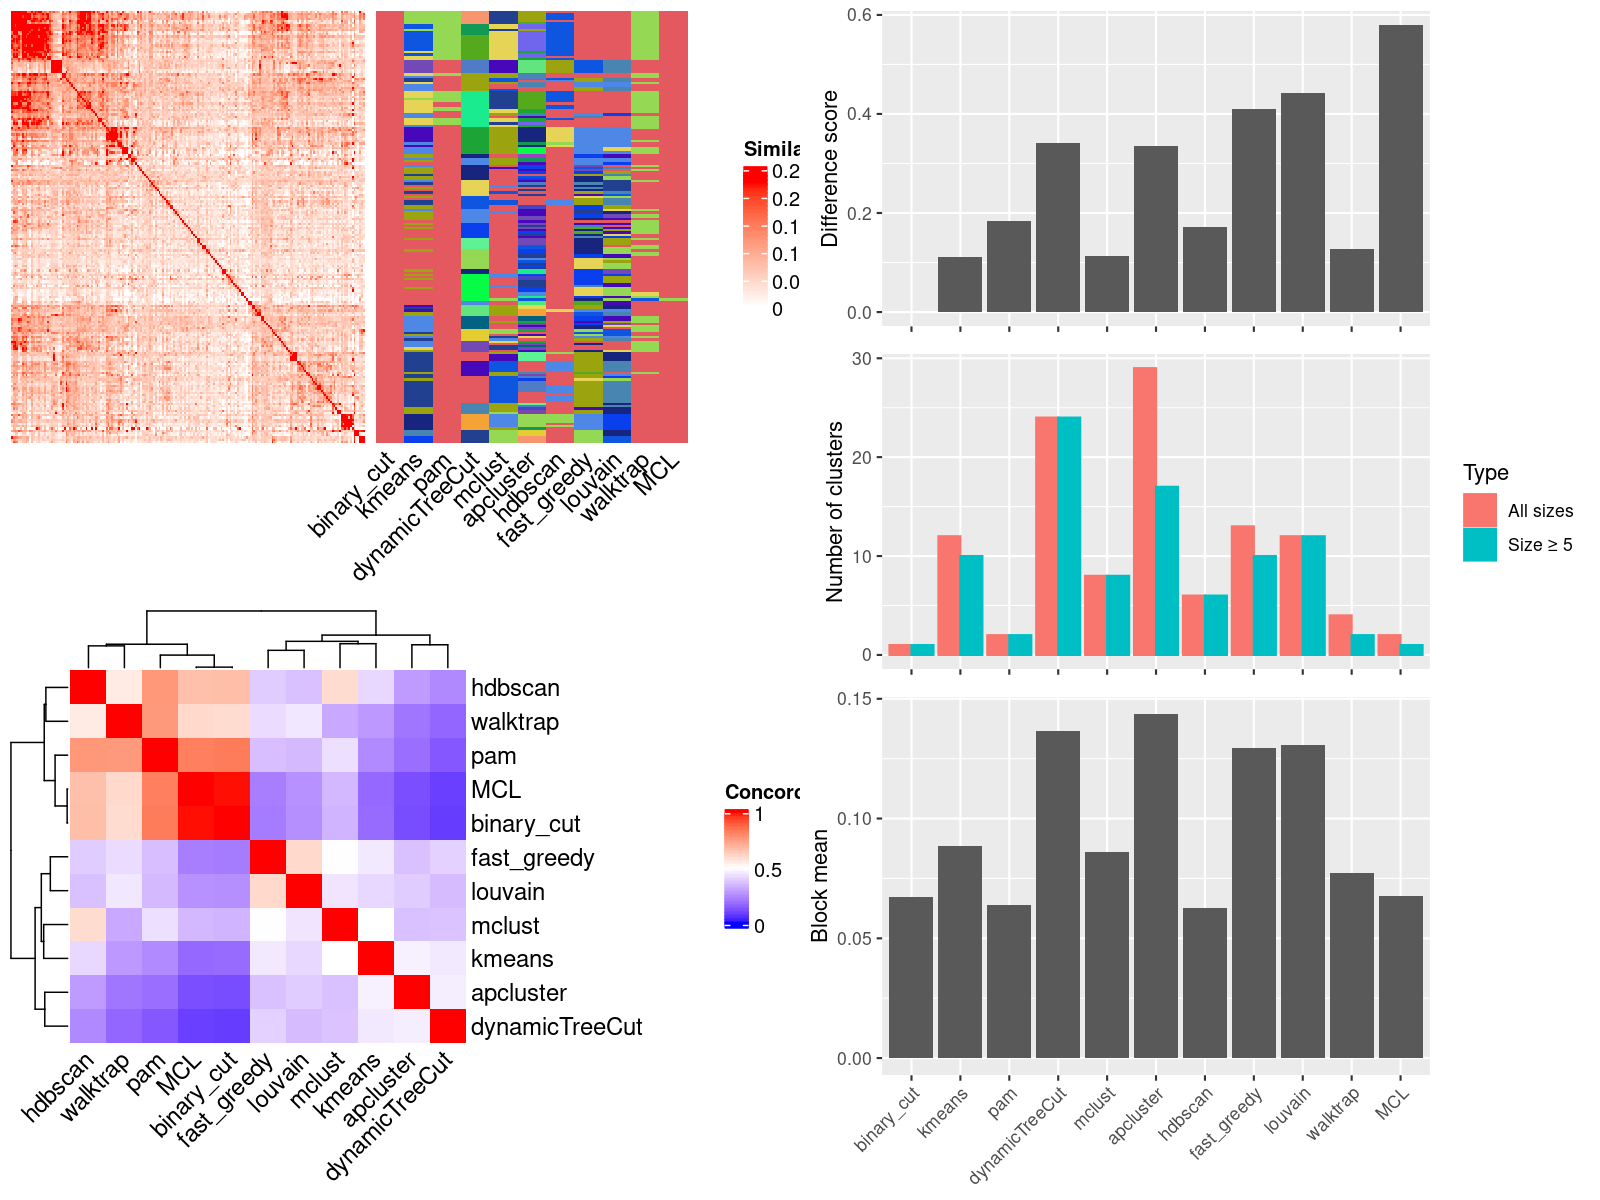 Simila
0.2
0.2
0.1
0.1
0.0
0
binary_cut
kmeans
pam
dynamicTreeCut
mclust
apcluster
hdbscan
fast_greedy
louvain
walktrap
MCL
hdbscan
walktrap
pam
MCL
binary_cut
fast_greedy
louvain
mclust
kmeans
apcluster
dynamicTreeCut
hdbscan
walktrap
pam
MCL
binary_cut
fast_greedy
louvain
mclust
kmeans
apcluster
dynamicTreeCut
Concord
1
0.5
0
Difference score
0.6
0.4
0.2
0.0
Number of clusters
30
20
10
0
Type
All sizes
Size ≥ 5
Block mean
0.15
0.10
0.05
0.00
binary_cut
kmeans
pam
dynamicTreeCut
mclust
apcluster
hdbscan
fast_greedy
louvain
walktrap
MCL